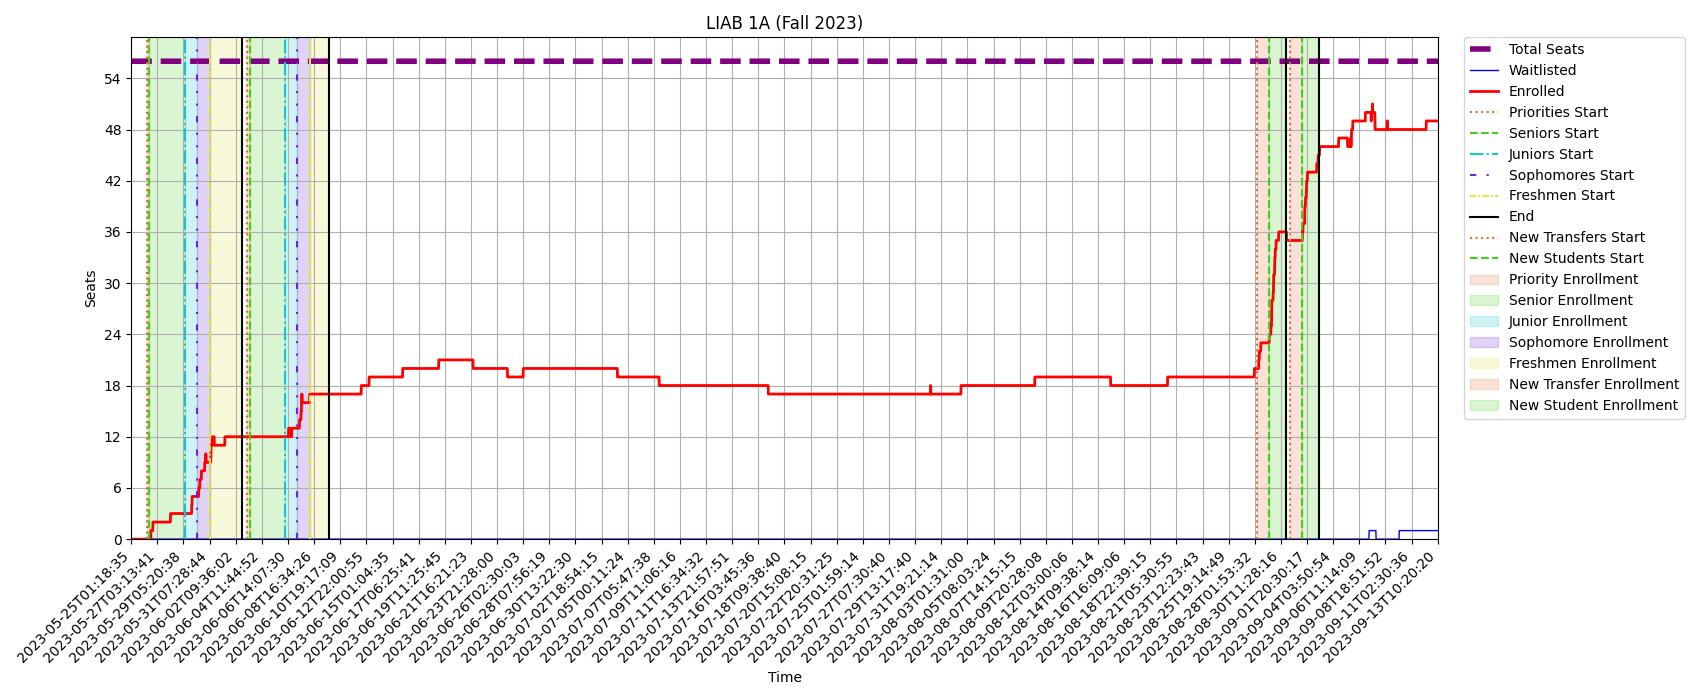 LIAB 1A (Fall 2023)
Seats
54
48
42
36
30
24
18
12
6
0
2023-05-25T01:18:35
2023-05-27T03:13:41
2023-05-29T05:20:38
2023-05-31T07:28:44
2023-06-02T09:36:02
2023-06-04T11:44:52
2023-06-06T14:07:30
2023-06-08T16:34:26
2023-06-10T19:17:09
2023-06-12T22:00:55
2023-06-15T01:04:35
2023-06-17T06:25:41
2023-06-19T11:25:45
2023-06-21T16:21:23
2023-06-23T21:28:00
2023-06-26T02:30:03
2023-06-28T07:56:19
2023-06-30T13:22:30
2023-07-02T18:54:15
2023-07-05T00:11:24
2023-07-07T05:47:38
2023-07-09T11:06:16
2023-07-11T16:34:32
2023-07-13T21:57:51
2023-07-16T03:45:36
2023-07-18T09:38:40
2023-07-20T15:08:15
2023-07-22T20:31:25
2023-07-25T01:59:14
2023-07-27T07:30:40
2023-07-29T13:17:40
2023-07-31T19:21:14
2023-08-03T01:31:00
2023-08-05T08:03:24
2023-08-07T14:15:15
2023-08-09T20:28:08
2023-08-12T03:00:06
2023-08-14T09:38:14
2023-08-16T16:09:06
2023-08-18T22:39:15
2023-08-21T05:30:55
2023-08-23T12:23:43
2023-08-25T19:14:49
2023-08-28T01:53:32
2023-08-30T11:28:16
2023-09-01T20:30:17
2023-09-04T03:50:54
2023-09-06T11:14:09
2023-09-08T18:51:52
2023-09-11T02:30:36
2023-09-13T10:20:20
Time
Total Seats
Waitlisted
Enrolled
Priorities Start
Seniors Start
Juniors Start
Sophomores Start
Freshmen Start
End
New Transfers Start
New Students Start
Priority Enrollment
Senior Enrollment
Junior Enrollment
Sophomore Enrollment
Freshmen Enrollment
New Transfer Enrollment
New Student Enrollment